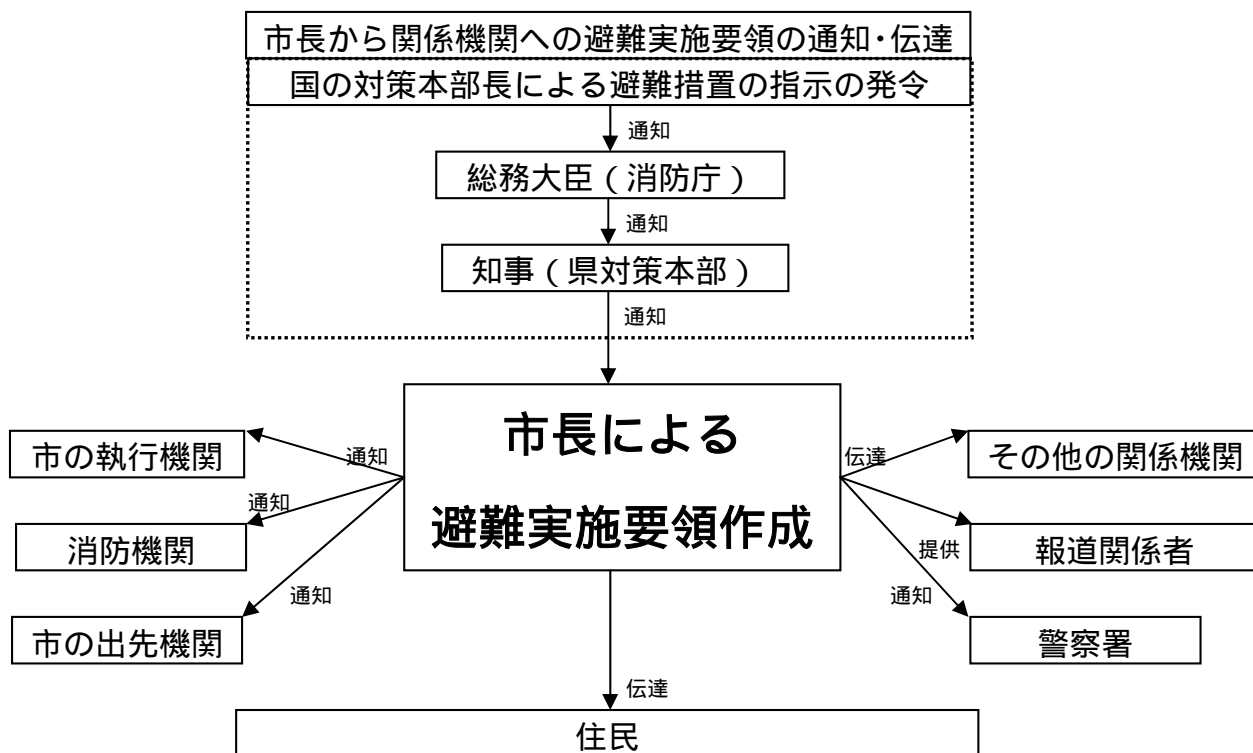 市長から関係機関への避難実施要領の通知・伝達
国の対策本部長による避難措置の指示の発令
通知
総務大臣(消防庁)
通知
知事(県対策本部)
通知
市長による
避難実施要領作成
市の執行機関
通知
通知
消防機関
通知
市の出先機関
伝達
その他の関係機関
提供
報道関係者
通知
警察署
伝達
住民